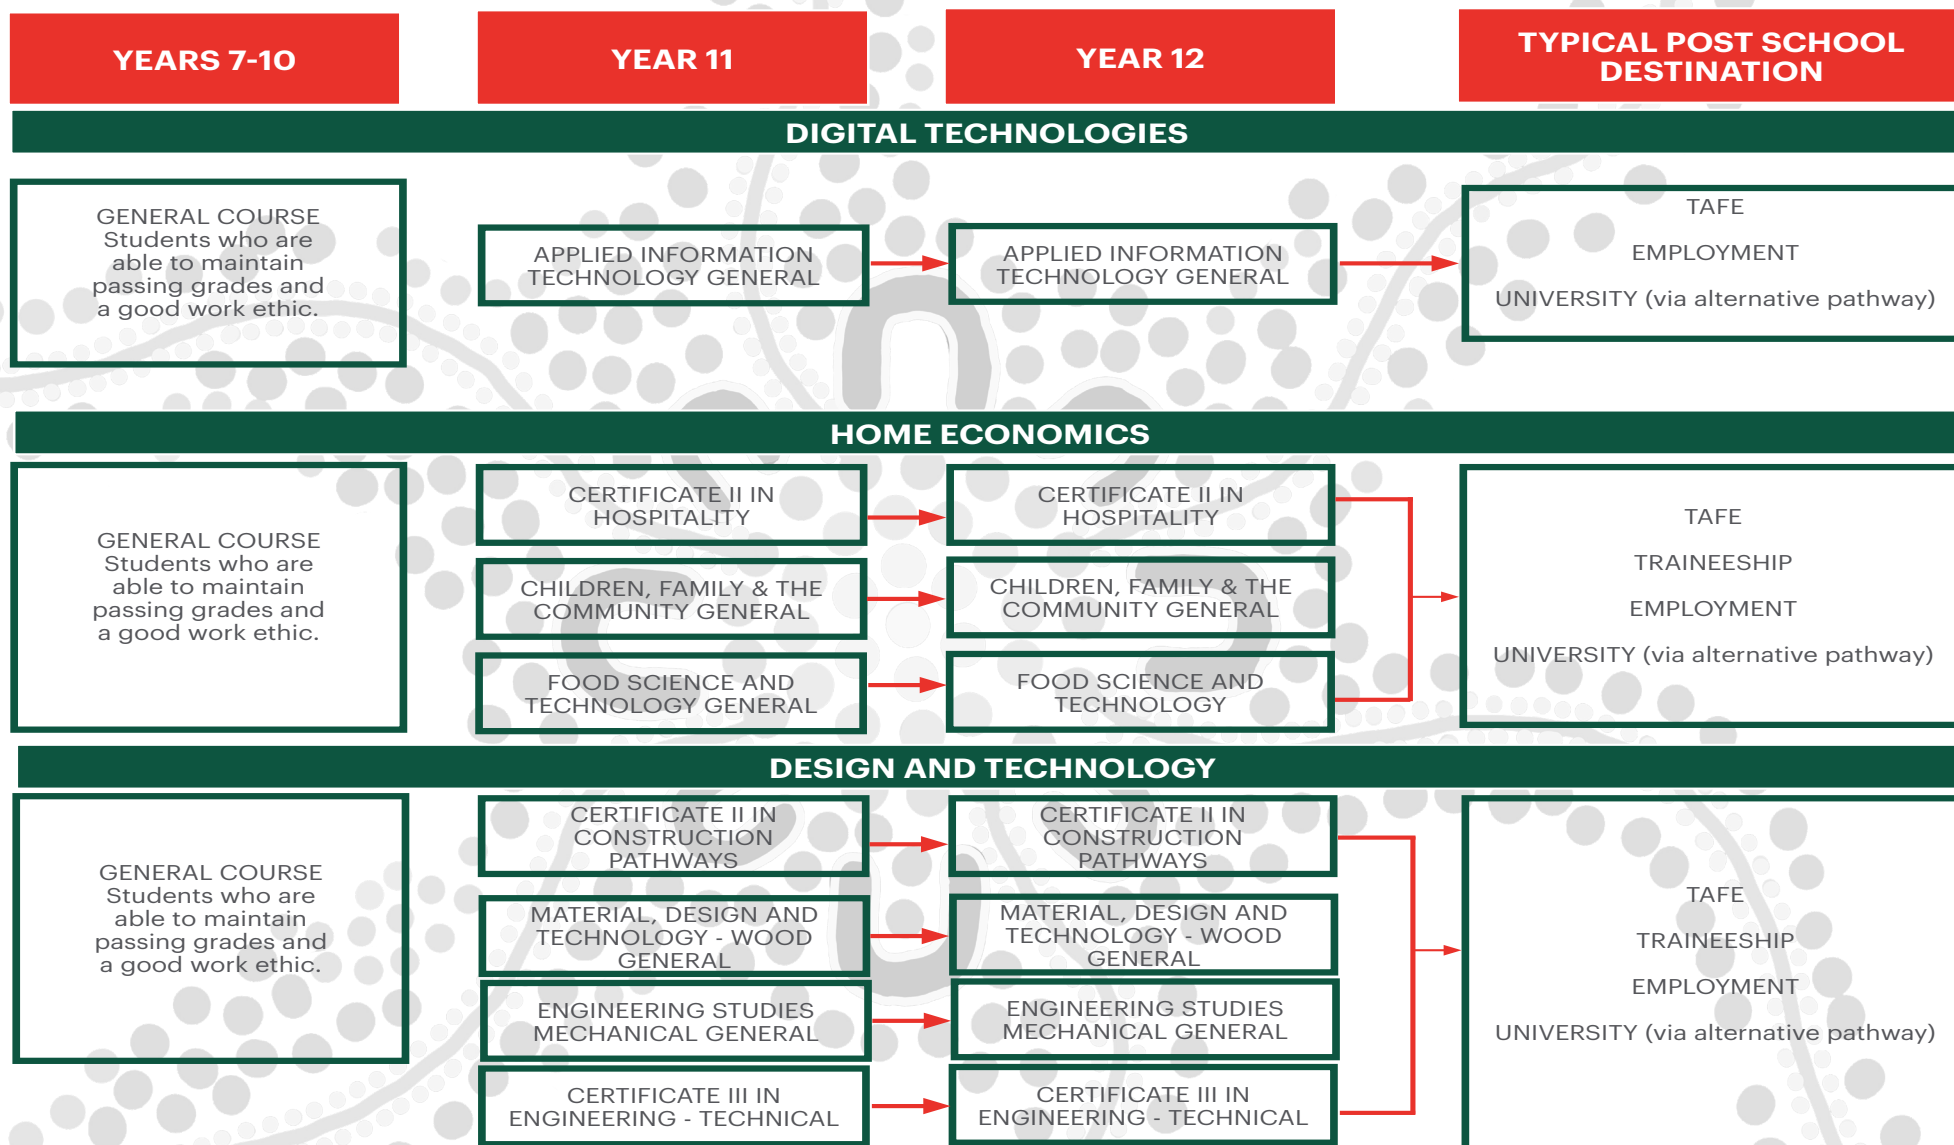 YEARS 7-10
YEAR 11
YEAR 12
TYPICAL POST SCHOOL
DESTINATION
DIGITAL TECHNOLOGIES
GENERAL COURSE
Students who are
able to maintain
passing grades and
a good work ethic.
APPLIED INFORMATION
TECHNOLOGY GENERAL
APPLIED INFORMATION
TECHNOLOGY GENERAL
TAFE
EMPLOYMENT
UNIVERSITY (via alternative pathway)
HOME ECONOMICS
GENERAL COURSE
Students who are
able to maintain
passing grades and
a good work ethic.
CERTIFICATE II IN
HOSPITALITY
CERTIFICATE II IN
HOSPITALITY
CHILDREN, FAMILY & THE
COMMUNITY GENERAL
CHILDREN, FAMILY & THE
COMMUNITY GENERAL
FOOD SCIENCE AND
TECHNOLOGY GENERAL
FOOD SCIENCE AND
TECHNOLOGY
TAFE
TRAINEESHIP
EMPLOYMENT
UNIVERSITY (via alternative pathway)
DESIGN AND TECHNOLOGY
GENERAL COURSE
Students who are
able to maintain
passing grades and
a good work ethic.
CERTIFICATE II IN
CONSTRUCTION
PATHWAYS
CERTIFICATE II IN
CONSTRUCTION
PATHWAYS
MATERIAL, DESIGN AND
TECHNOLOGY - WOOD
GENERAL
MATERIAL, DESIGN AND
TECHNOLOGY - WOOD
GENERAL
ENGINEERING STUDIES
MECHANICAL GENERAL
ENGINEERING STUDIES
MECHANICAL GENERAL
CERTIFICATE III IN
ENGINEERING - TECHNICAL
CERTIFICATE III IN
ENGINEERING - TECHNICAL
TAFE
TRAINEESHIP
EMPLOYMENT
UNIVERSITY (via alternative pathway)